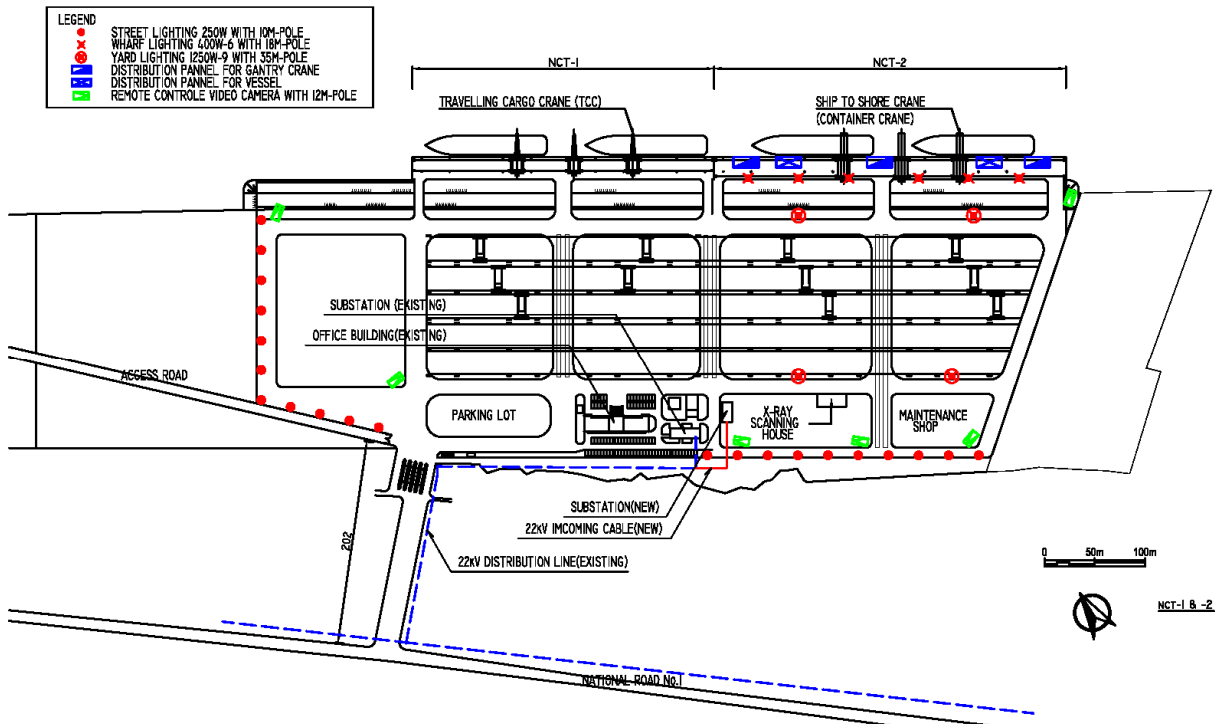 LEGEND
STREET LIGHTING 250W WITH 10M-POLE
WHARF LIGHTING 400W-6 WITH 18M-POLE
YARD LIGHTING 1250W-9 WITH 35M-POLE
DISTRIBUTION PANNEL FOR GANTRY CRANE
DISTRIBUTION PANNEL FOR VESSEL
REMOTE CONTROLE VIDEO CAMERA WITH 12M-POLE
NCT-1
NCT-2
TRAVELLING CARGO CRANE (TCC)
SHIP TO SHORE CRANE
(CONTAINER CRANE)
SUBSTATION (EXISTING)
OFFICE BUILDING(EXISTING)
ACCESS ROAD
PARKING LOT
X-RAY
SCANNING
HOUSE
MAINTENANCE
SHOP
SUBSTATION(NEW)
22kV IMCOMING CABLE(NEW)
202
22kV DISTRIBUTION LINE(EXISTING)
0 50m 100m
NCT-1 & -2
NATIONAL ROAD No.1